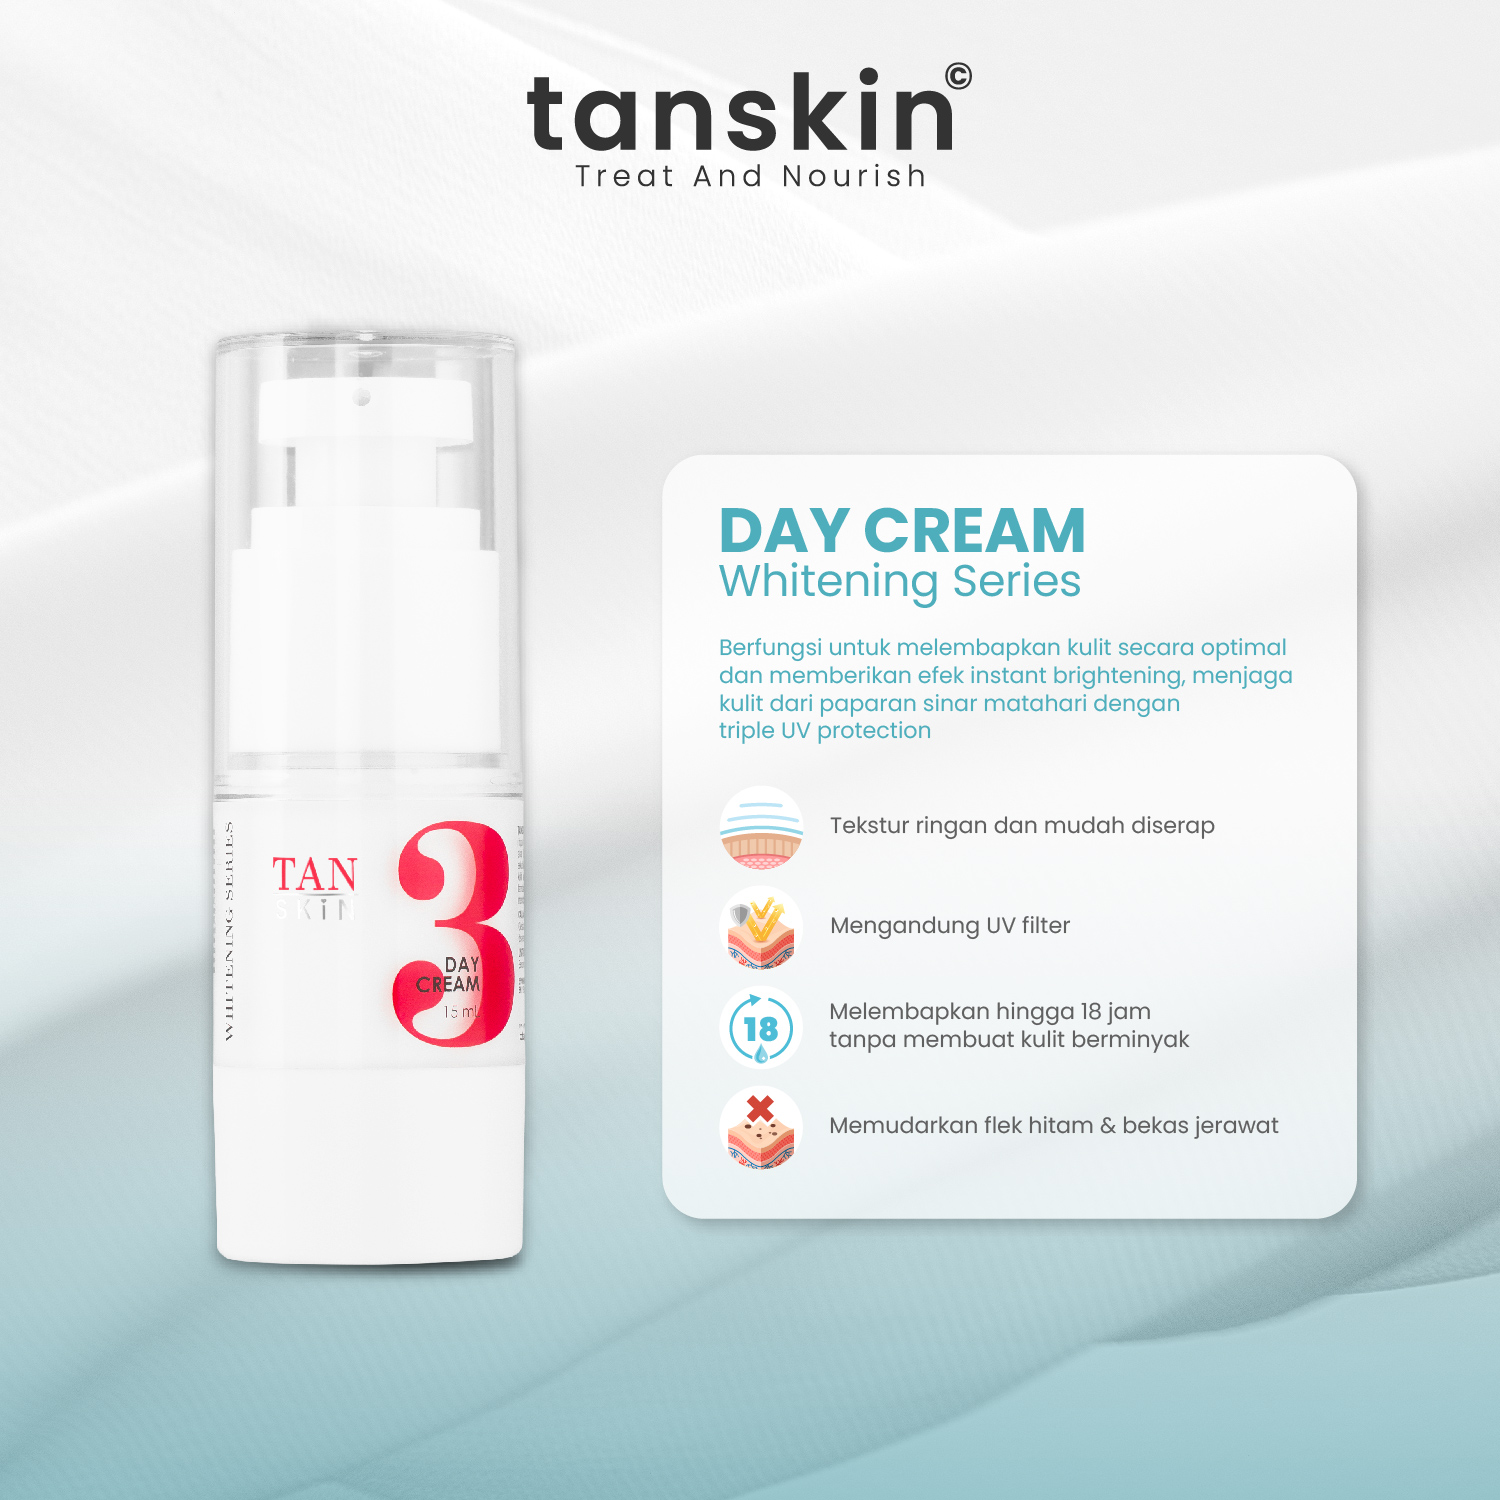 tanskin©
Treat And Nourish
WHITENING SERIES
TAN
SKIN
3
DAY
CREAM
15 ml
DAY CREAM
Whitening Series
Berfungsi untuk melembapkan kulit secara optimal
dan memberikan efek instant brightening, menjaga
kulit dari paparan sinar matahari dengan
triple UV protection
Tekstur ringan dan mudah diserap
Mengandung UV filter
18
Melembapkan hingga 18 jam
tanpa membuat kulit berminyak
Memudarkan flek hitam & bekas jerawat